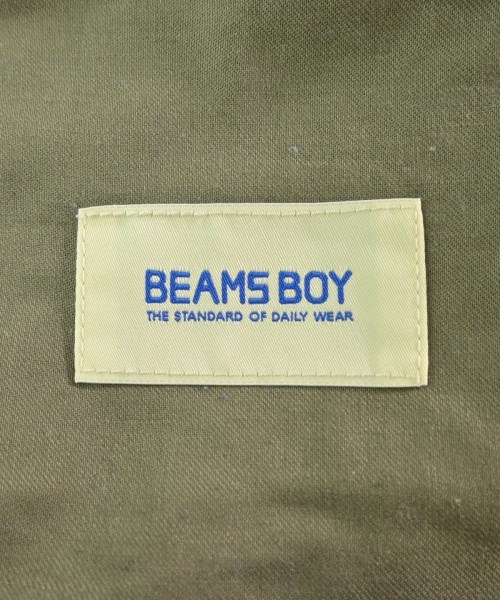 BEAMS BOY
THE STANDARD OF DAILY WEAR